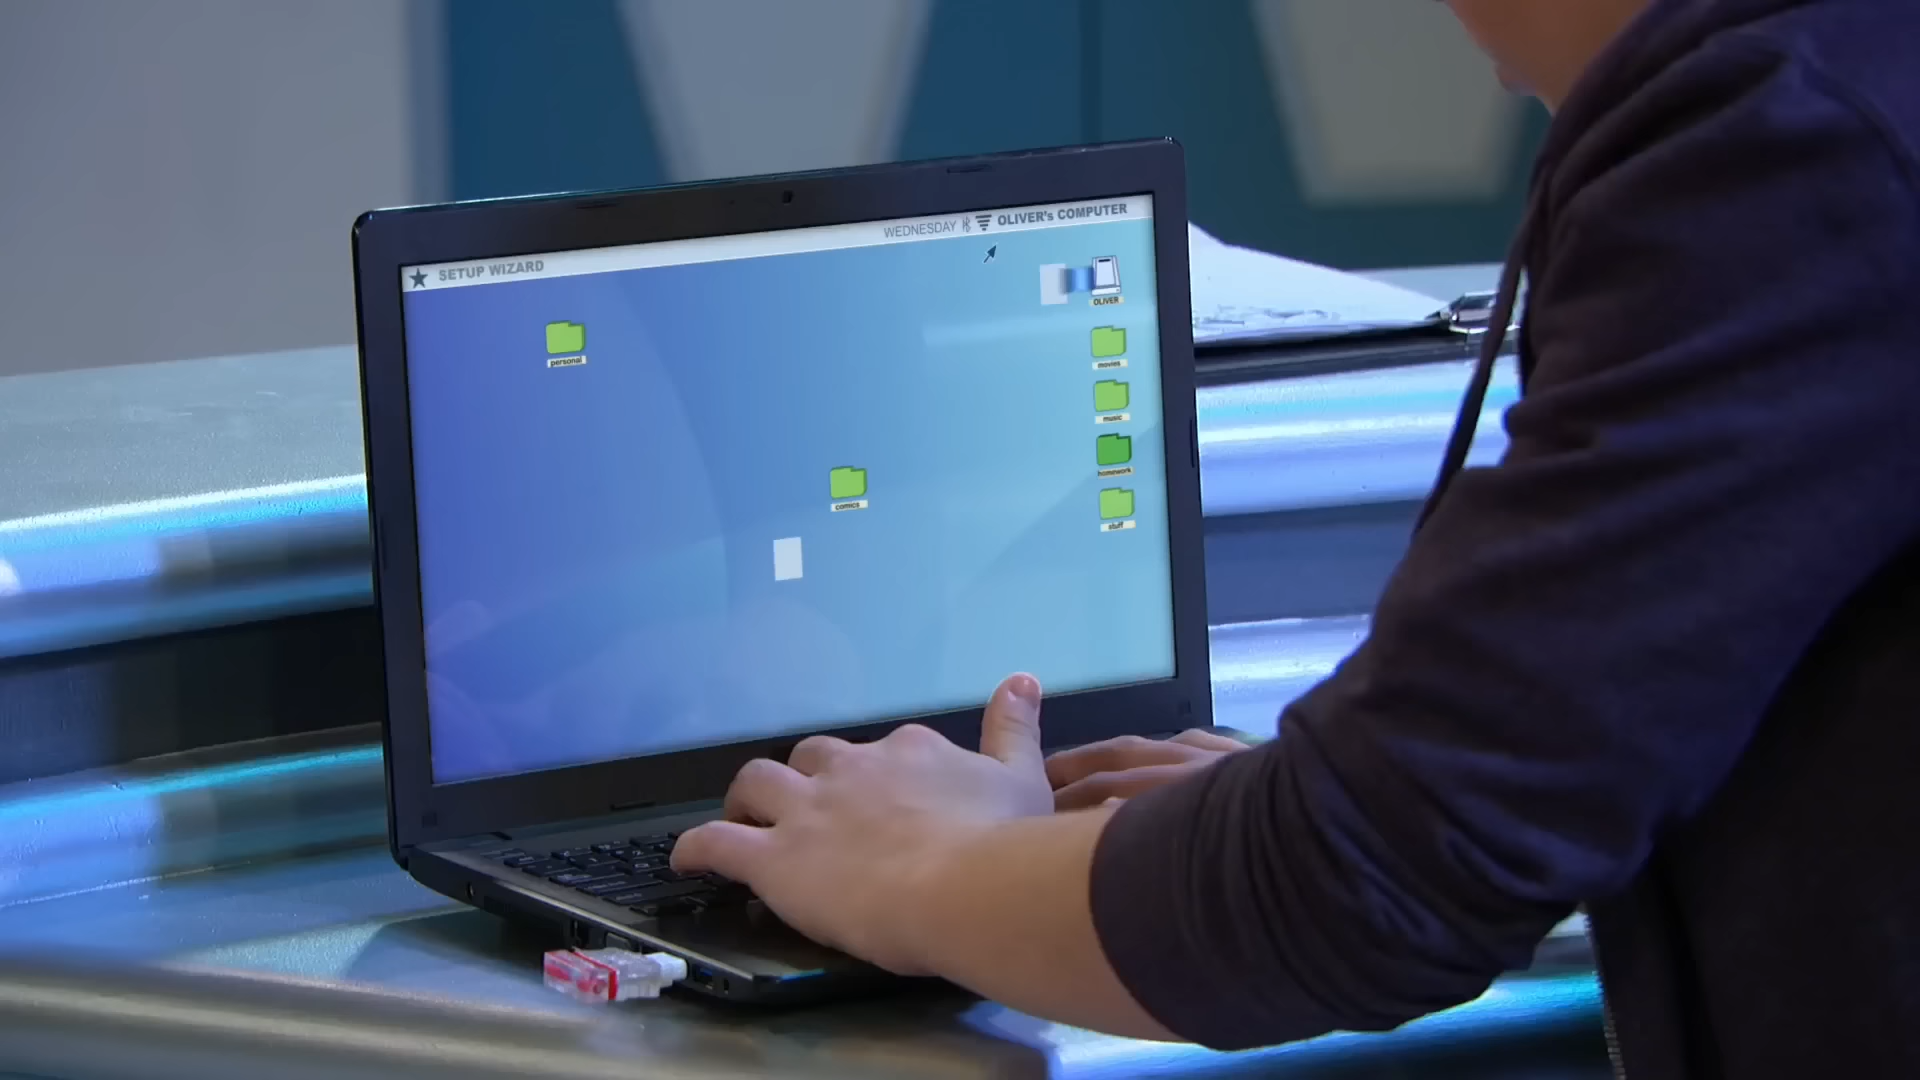 SETUP WIZARD
WEDNESDAY OLIVER's COMPUTER
OLIVER
personal
movies
music
comics
homework
stuff